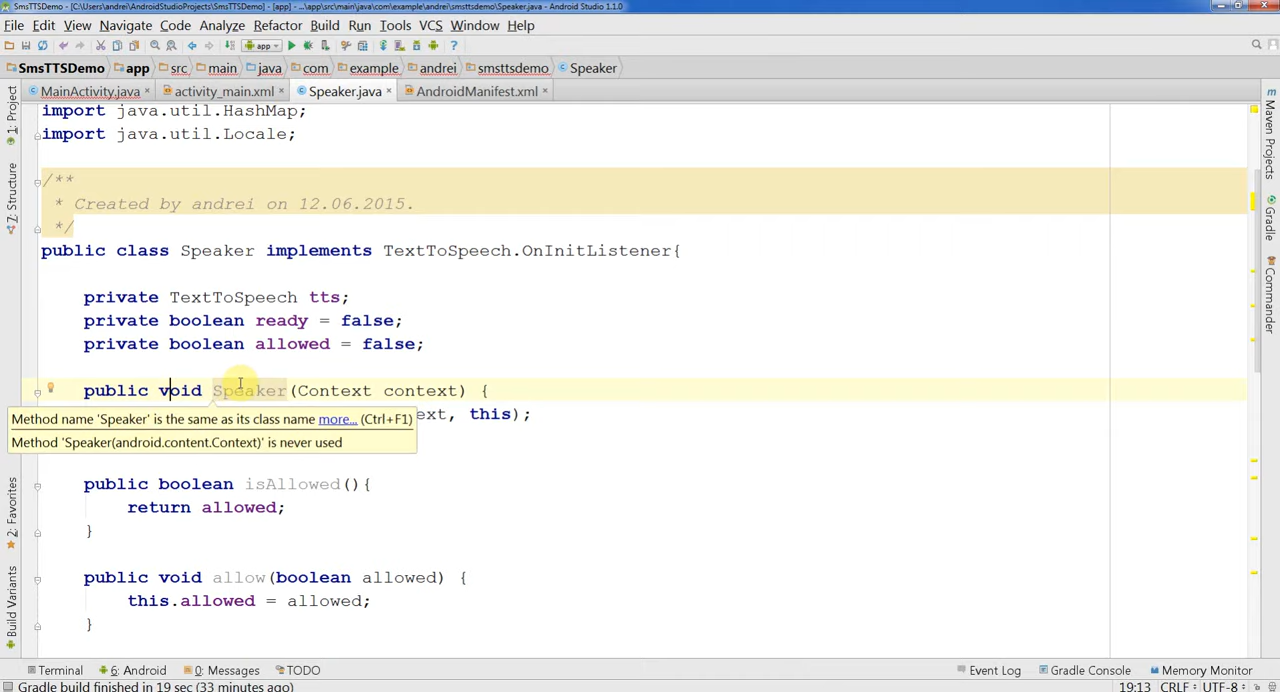 SmsTTSDemo - [C:\Users\andrei\AndroidStudioProjects\SmsTTSDemo] - [app] - ...\app\src\main\java\com\example\andrei\smsttsdemo\Speaker.java - Android Studio 1.1.0
File Edit View Navigate Code Analyze Refactor Build Run Tools VCS Window Help
app
SmsTTSDemo app src main java com example andrei smsttsdemo Speaker
MainActivity.java activity_main.xml Speaker.java AndroidManifest.xml
1: Project
7: Structure
2: Favorites
Build Variants
import java.util.HashMap;
import java.util.Locale;
/**
* Created by andrei on 12.06.2015.
*/
public class Speaker implements TextToSpeech.OnInitListener{
private TextToSpeech tts;
private boolean ready = false;
private boolean allowed = false;
public void Speaker(Context context) {
ext, this);
Method name 'Speaker' is the same as its class name more... (Ctrl+F1)
Method 'Speaker(android.content.Context)' is never used
public boolean isAllowed(){
return allowed;
}
public void allow(boolean allowed) {
this.allowed = allowed;
}
Maven Projects
Gradle
Commander
Terminal 6: Android 0: Messages TODO Event Log Gradle Console Memory Monitor
Gradle build finished in 19 sec (33 minutes ago) 19:13 CRLF UTF-8